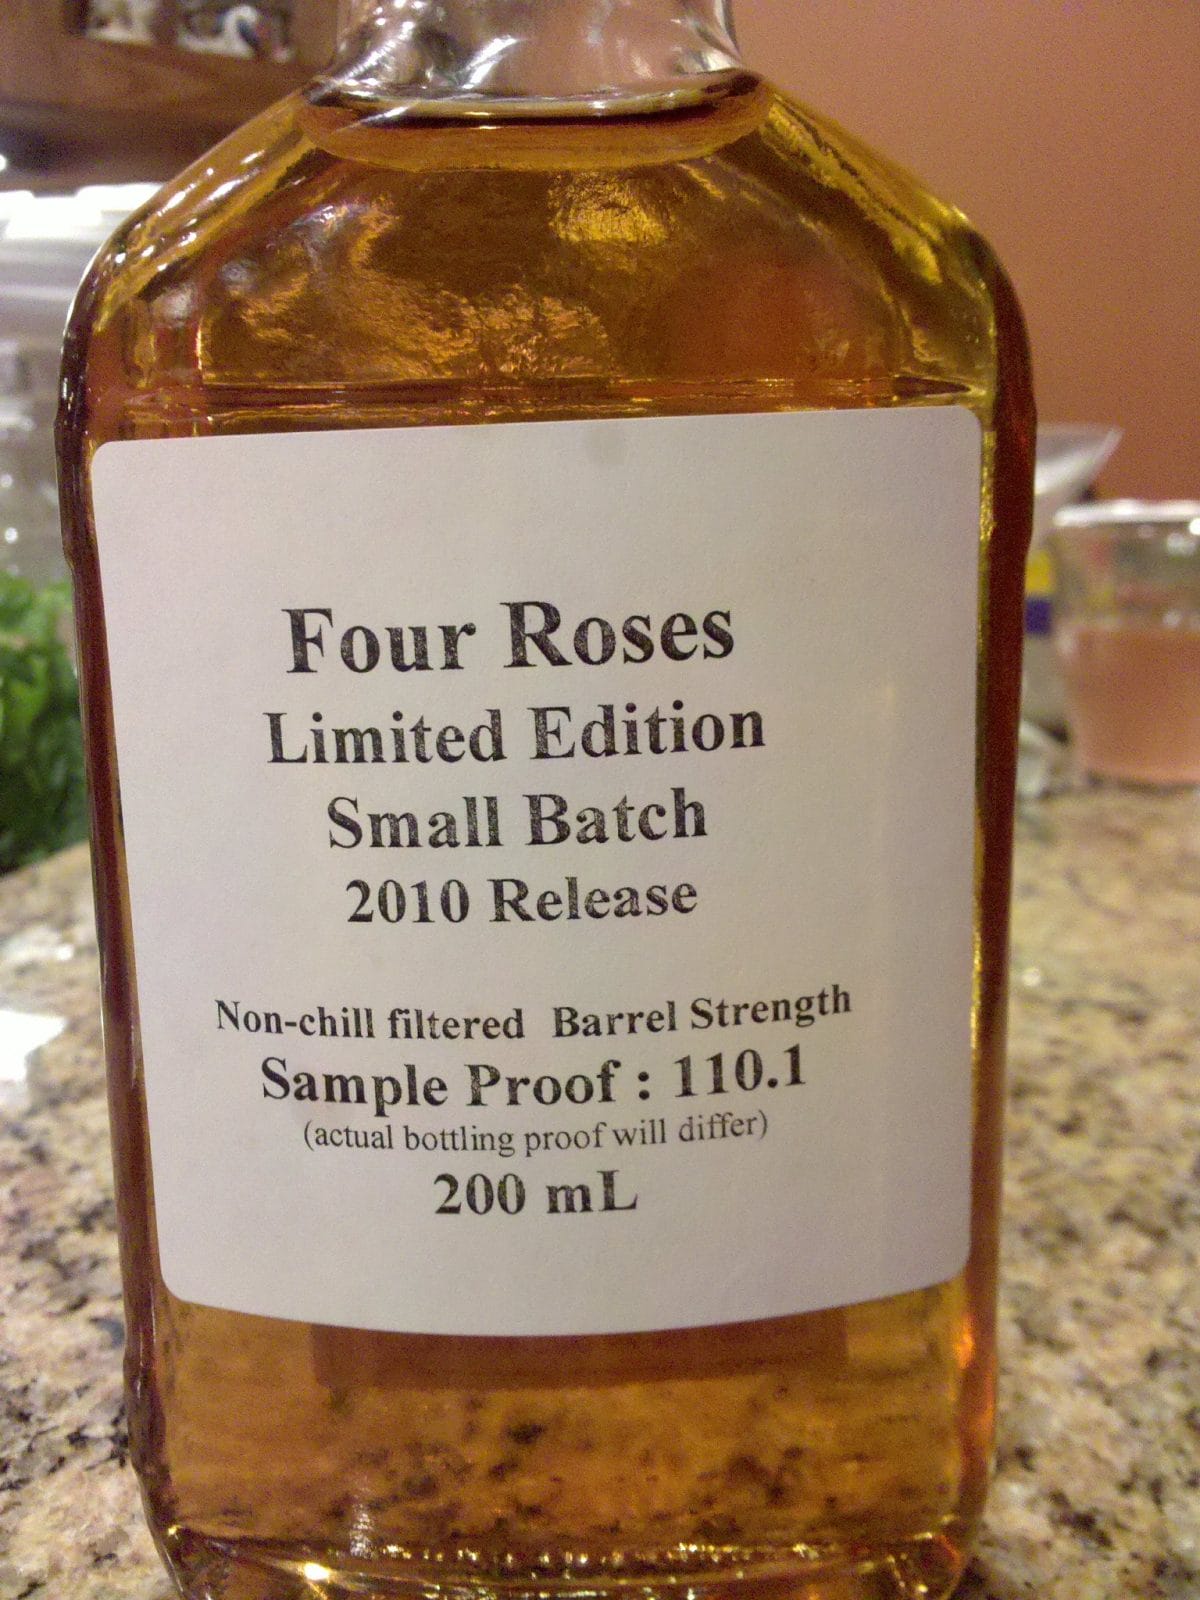 Four Roses
Limited Edition
Small Batch
2010 Release
Non-chill filtered Barrel Strength
Sample Proof : 110.1
(actual bottling proof will differ)
200 mL